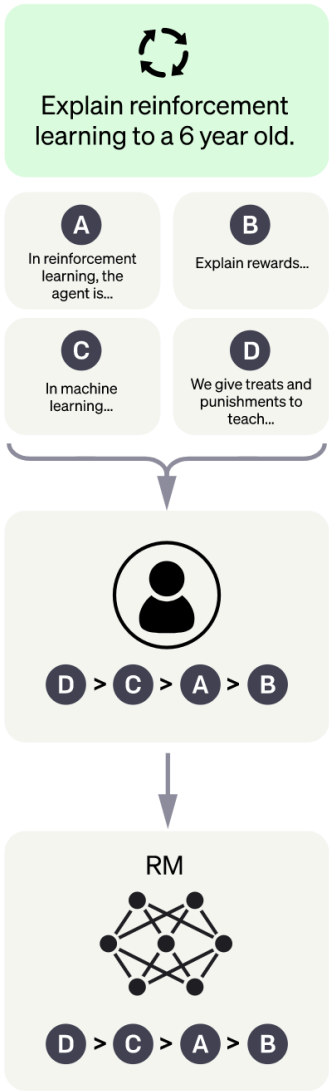 Explain reinforcement
learning to a 6 year old.
A
In reinforcement
learning, the
agent is...
B
Explain rewards...
C
In machine
learning...
D
We give treats and
punishments to
teach...
D > C > A > B
RM
D > C > A > B